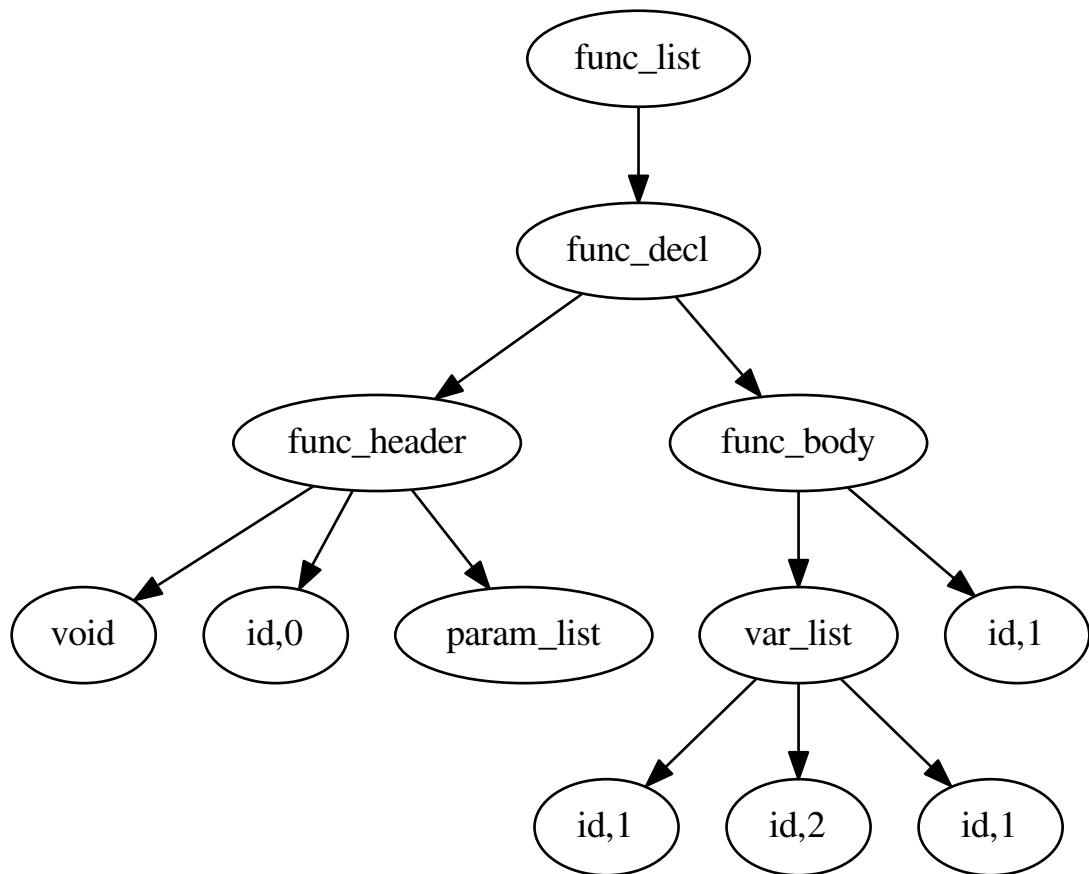 func_list
func_decl
func_header
func_body
void
id,0
param_list
var_list
id,1
id,1
id,2
id,1